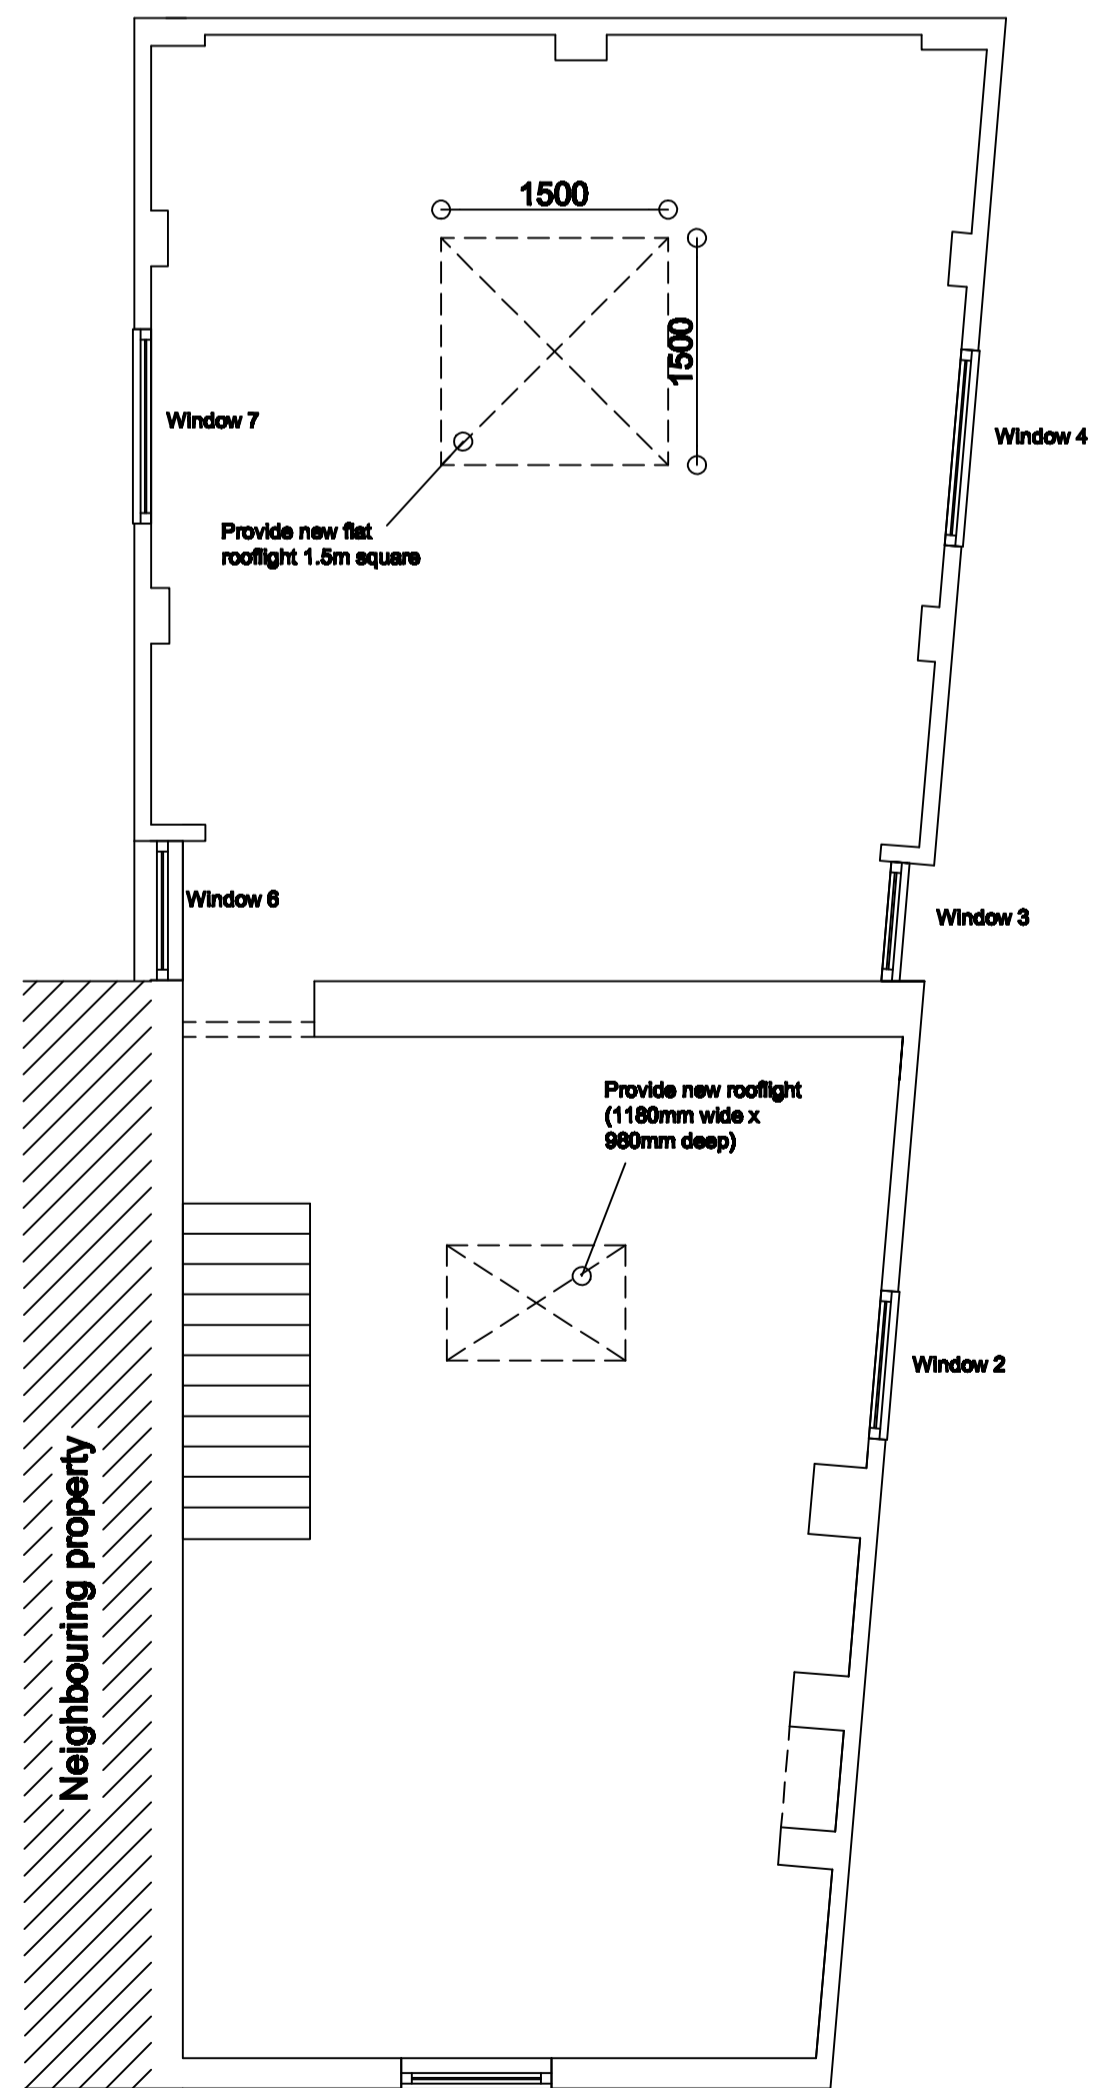 1500
1500
Window 7
Window 4
Provide new flat
rooflight 1.5m square
Window 6
Window 3
Provide new rooflight
(1180mm wide x
980mm deep)
Window 2
Neighbouring property